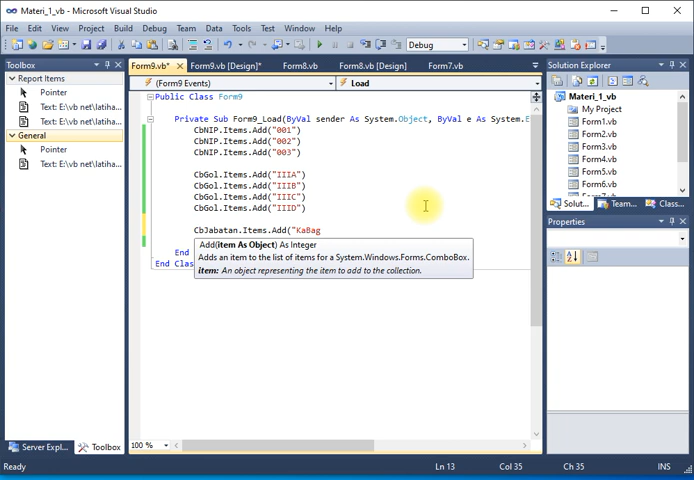 Materi_1_vb - Microsoft Visual Studio
File Edit View Project Build Debug Team Data Tools Test Window Help
Debug
Toolbox
Report Items
Pointer
Text: E:\vb net\latiha...
Text: E:\vb net\latiha...
General
Pointer
Text: E:\vb net\latiha...
Server Expl... Toolbox
Form9.vb* Form9.vb [Design]* Form8.vb Form8.vb [Design] Form7.vb
(Form9 Events) Load
Public Class Form9
Private Sub Form9_Load(ByVal sender As System.Object, ByVal e As System.E
CbNIP.Items.Add("001")
CbNIP.Items.Add("002")
CbNIP.Items.Add("003")
CbGol.Items.Add("IIIA")
CbGol.Items.Add("IIIB")
CbGol.Items.Add("IIIC")
CbGol.Items.Add("IIID")
CbJabatan.Items.Add("KaBag
Add(item As Object) As Integer
Adds an item to the list of items for a System.Windows.Forms.ComboBox.
item: An object representing the item to add to the collection.
End
End Clas
100 %
Solution Explorer
Materi_1_vb
My Project
Form1.vb
Form2.vb
Form3.vb
Form4.vb
Form5.vb
Form6.vb
Solut... Team... Class...
Properties
Ready Ln 13 Col 35 Ch 35 INS